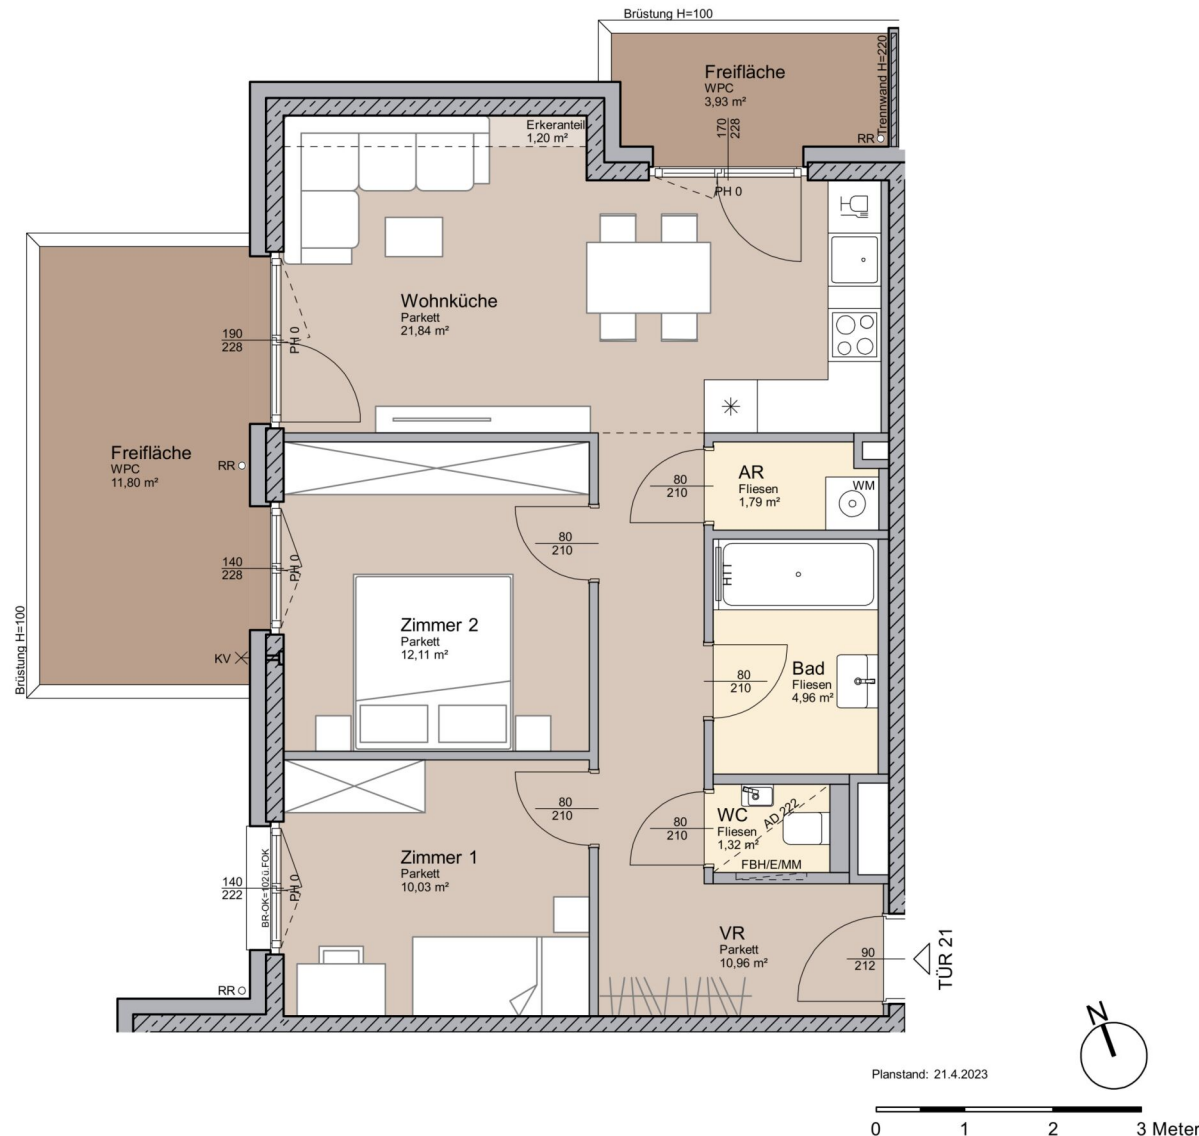 Brüstung H=100
Freifläche
WPC
3,93 m²
Trennwand H=220
RR
170
228
PH 0
Erkeranteil
1,20 m²
Wohnküche
Parkett
21,84 m²
190
228
PH 0
Freifläche
WPC
11,80 m²
RR
Brüstung H=100
140
228
PH 0
KV
AR
Fliesen
1,79 m²
WM
80
210
80
210
HTT
Zimmer 2
Parkett
12,11 m²
Bad
Fliesen
4,96 m²
80
210
80
210
80
210
WC
Fliesen
1,32 m²
AD 222
FBH/E/MM
Zimmer 1
Parkett
10,03 m²
140
222
BR-OK=102 ü.FOK
PH 0
RR
VR
Parkett
10,96 m²
90
212
TÜR 21
N
Planstand: 21.4.2023
0 1 2 3 Meter